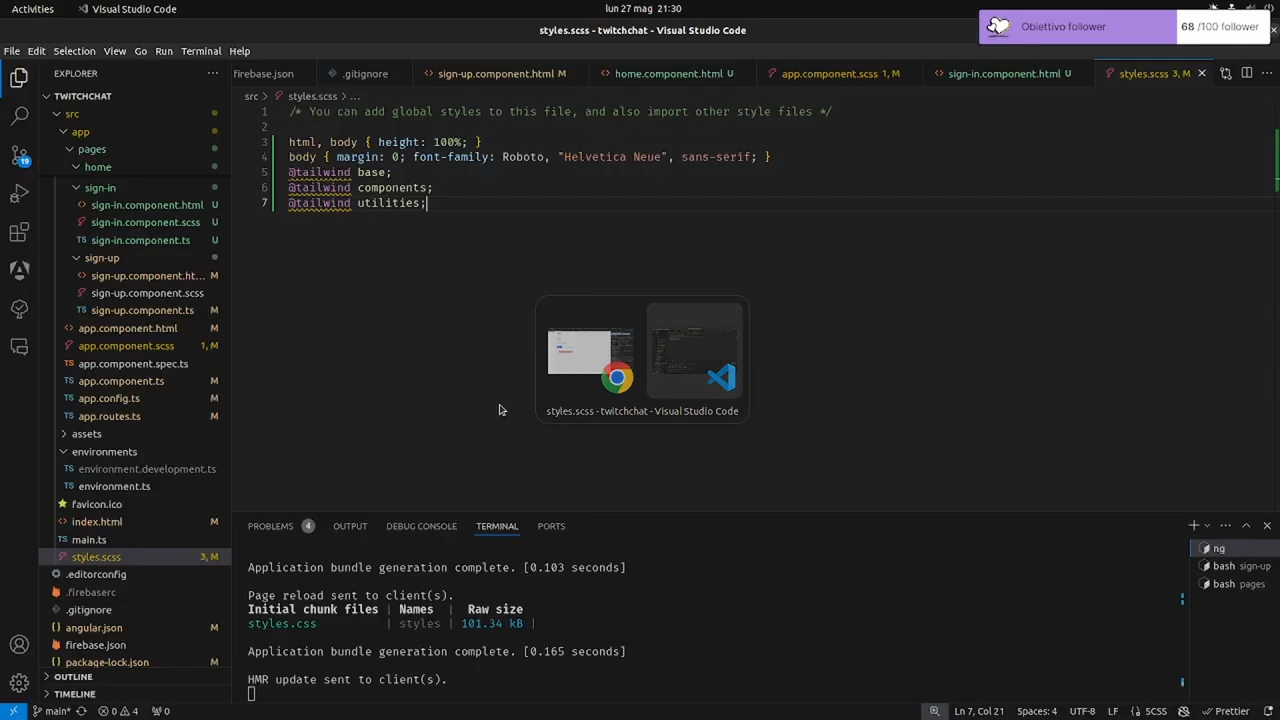 Activities
Visual Studio Code
lun 27 mag 21:30
Obiettivo follower
68 /100 follower
styles.scss - twitchchat - Visual Studio Code
File Edit Selection View Go Run Terminal Help
EXPLORER
firebase.json
.gitignore
sign-up.component.html M
home.component.html U
app.component.scss 1, M
sign-in.component.html U
styles.scss 3, M
TWITCHCHAT
src
app
pages
home
sign-in
sign-in.component.html U
sign-in.component.scss U
sign-in.component.ts U
sign-up
sign-up.component.ht... M
sign-up.component.scss
sign-up.component.ts M
app.component.html M
app.component.scss 1, M
app.component.spec.ts
app.component.ts M
app.config.ts M
app.routes.ts M
assets
environments
environment.development.ts
environment.ts M
favicon.ico
index.html M
main.ts
styles.scss 3, M
.editorconfig
.firebaserc
.gitignore
angular.json M
firebase.json
package-lock.json M
OUTLINE
TIMELINE
19
src > styles.scss > ...
1 /* You can add global styles to this file, and also import other style files */
2
3 html, body { height: 100%; }
4 body { margin: 0; font-family: Roboto, "Helvetica Neue", sans-serif; }
5 @tailwind base;
6 @tailwind components;
7 @tailwind utilities;
styles.scss - twitchchat - Visual Studio Code
PROBLEMS 4 OUTPUT DEBUG CONSOLE TERMINAL PORTS
Application bundle generation complete. [0.103 seconds]
Page reload sent to client(s).
Initial chunk files | Names | Raw size
styles.css | styles | 101.34 kB |
Application bundle generation complete. [0.165 seconds]
HMR update sent to client(s).
ng
bash sign-up
bash pages
main* 0 4 0
Ln 7, Col 21 Spaces: 4 UTF-8 LF SCSS Prettier